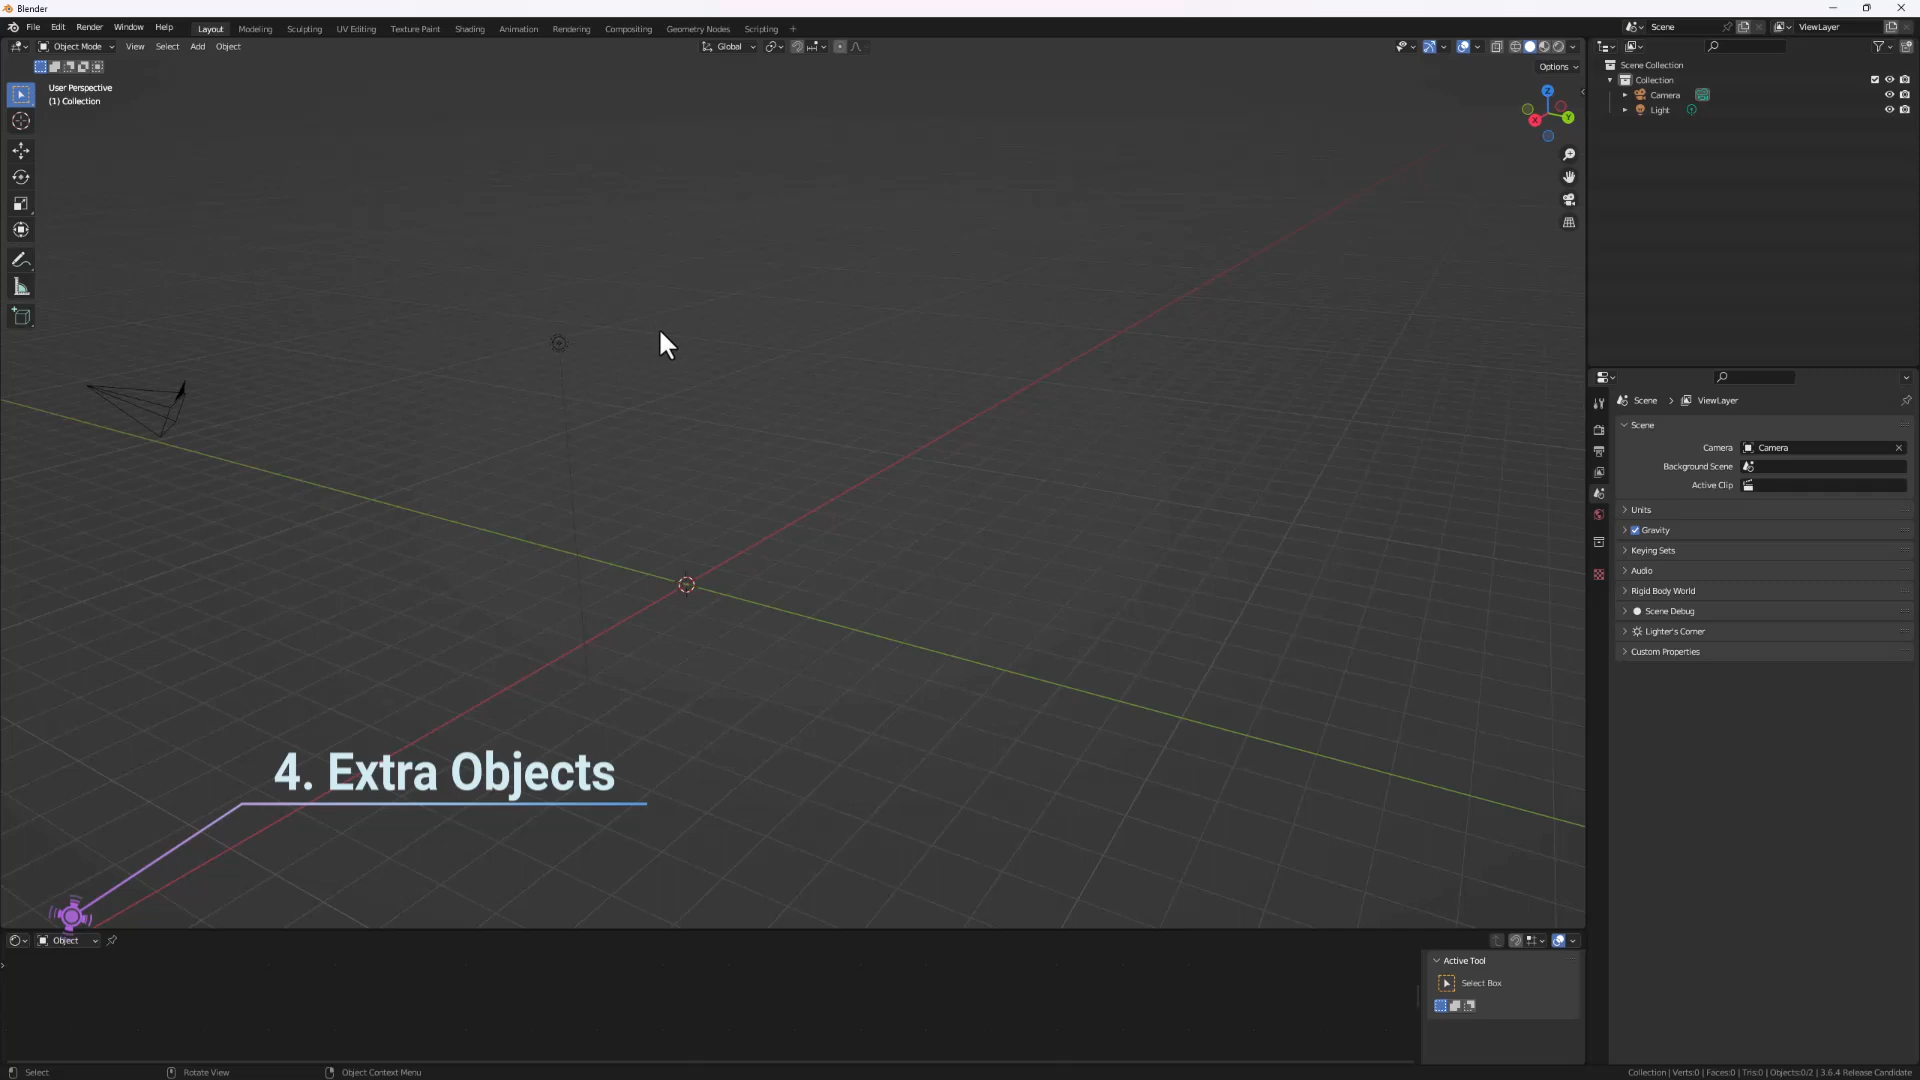 Blender
File Edit Render Window Help Layout Modeling Sculpting UV Editing Texture Paint Shading Animation Rendering Compositing Geometry Nodes Scripting + Scene ViewLayer
Object Mode View Select Add Object Global
Options
User Perspective
(1) Collection
Z
X
Y
Scene Collection
Collection
Camera
Light
Scene > ViewLayer
Scene
Camera Camera
Background Scene
Active Clip
Units
Gravity
Keying Sets
Audio
Rigid Body World
Scene Debug
Lighter's Corner
Custom Properties
4. Extra Objects
Object
Active Tool
Select Box
Select Rotate View Object Context Menu Collection | Verts:0 | Faces:0 | Tris:0 | Objects:0/2 | 3.6.4 Release Candidate